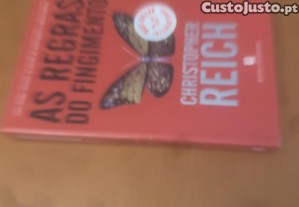 CustoJusto.pt
AS REGRAS
DO FINGIMENTO
CHRISTOPHER
REICH